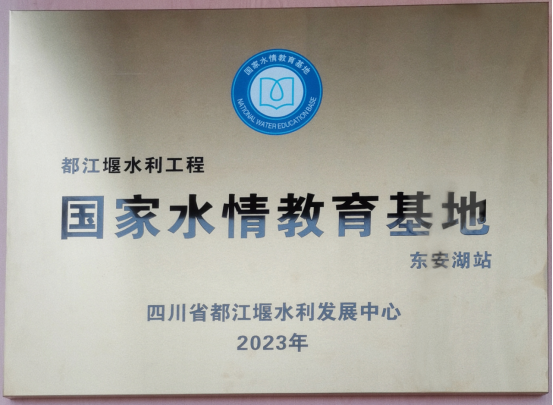 国家水情教育基地
NATIONAL WATER EDUCATION BASE
都江堰水利工程
国家水情教育基地
东安湖站
四川省都江堰水利发展中心
2023年